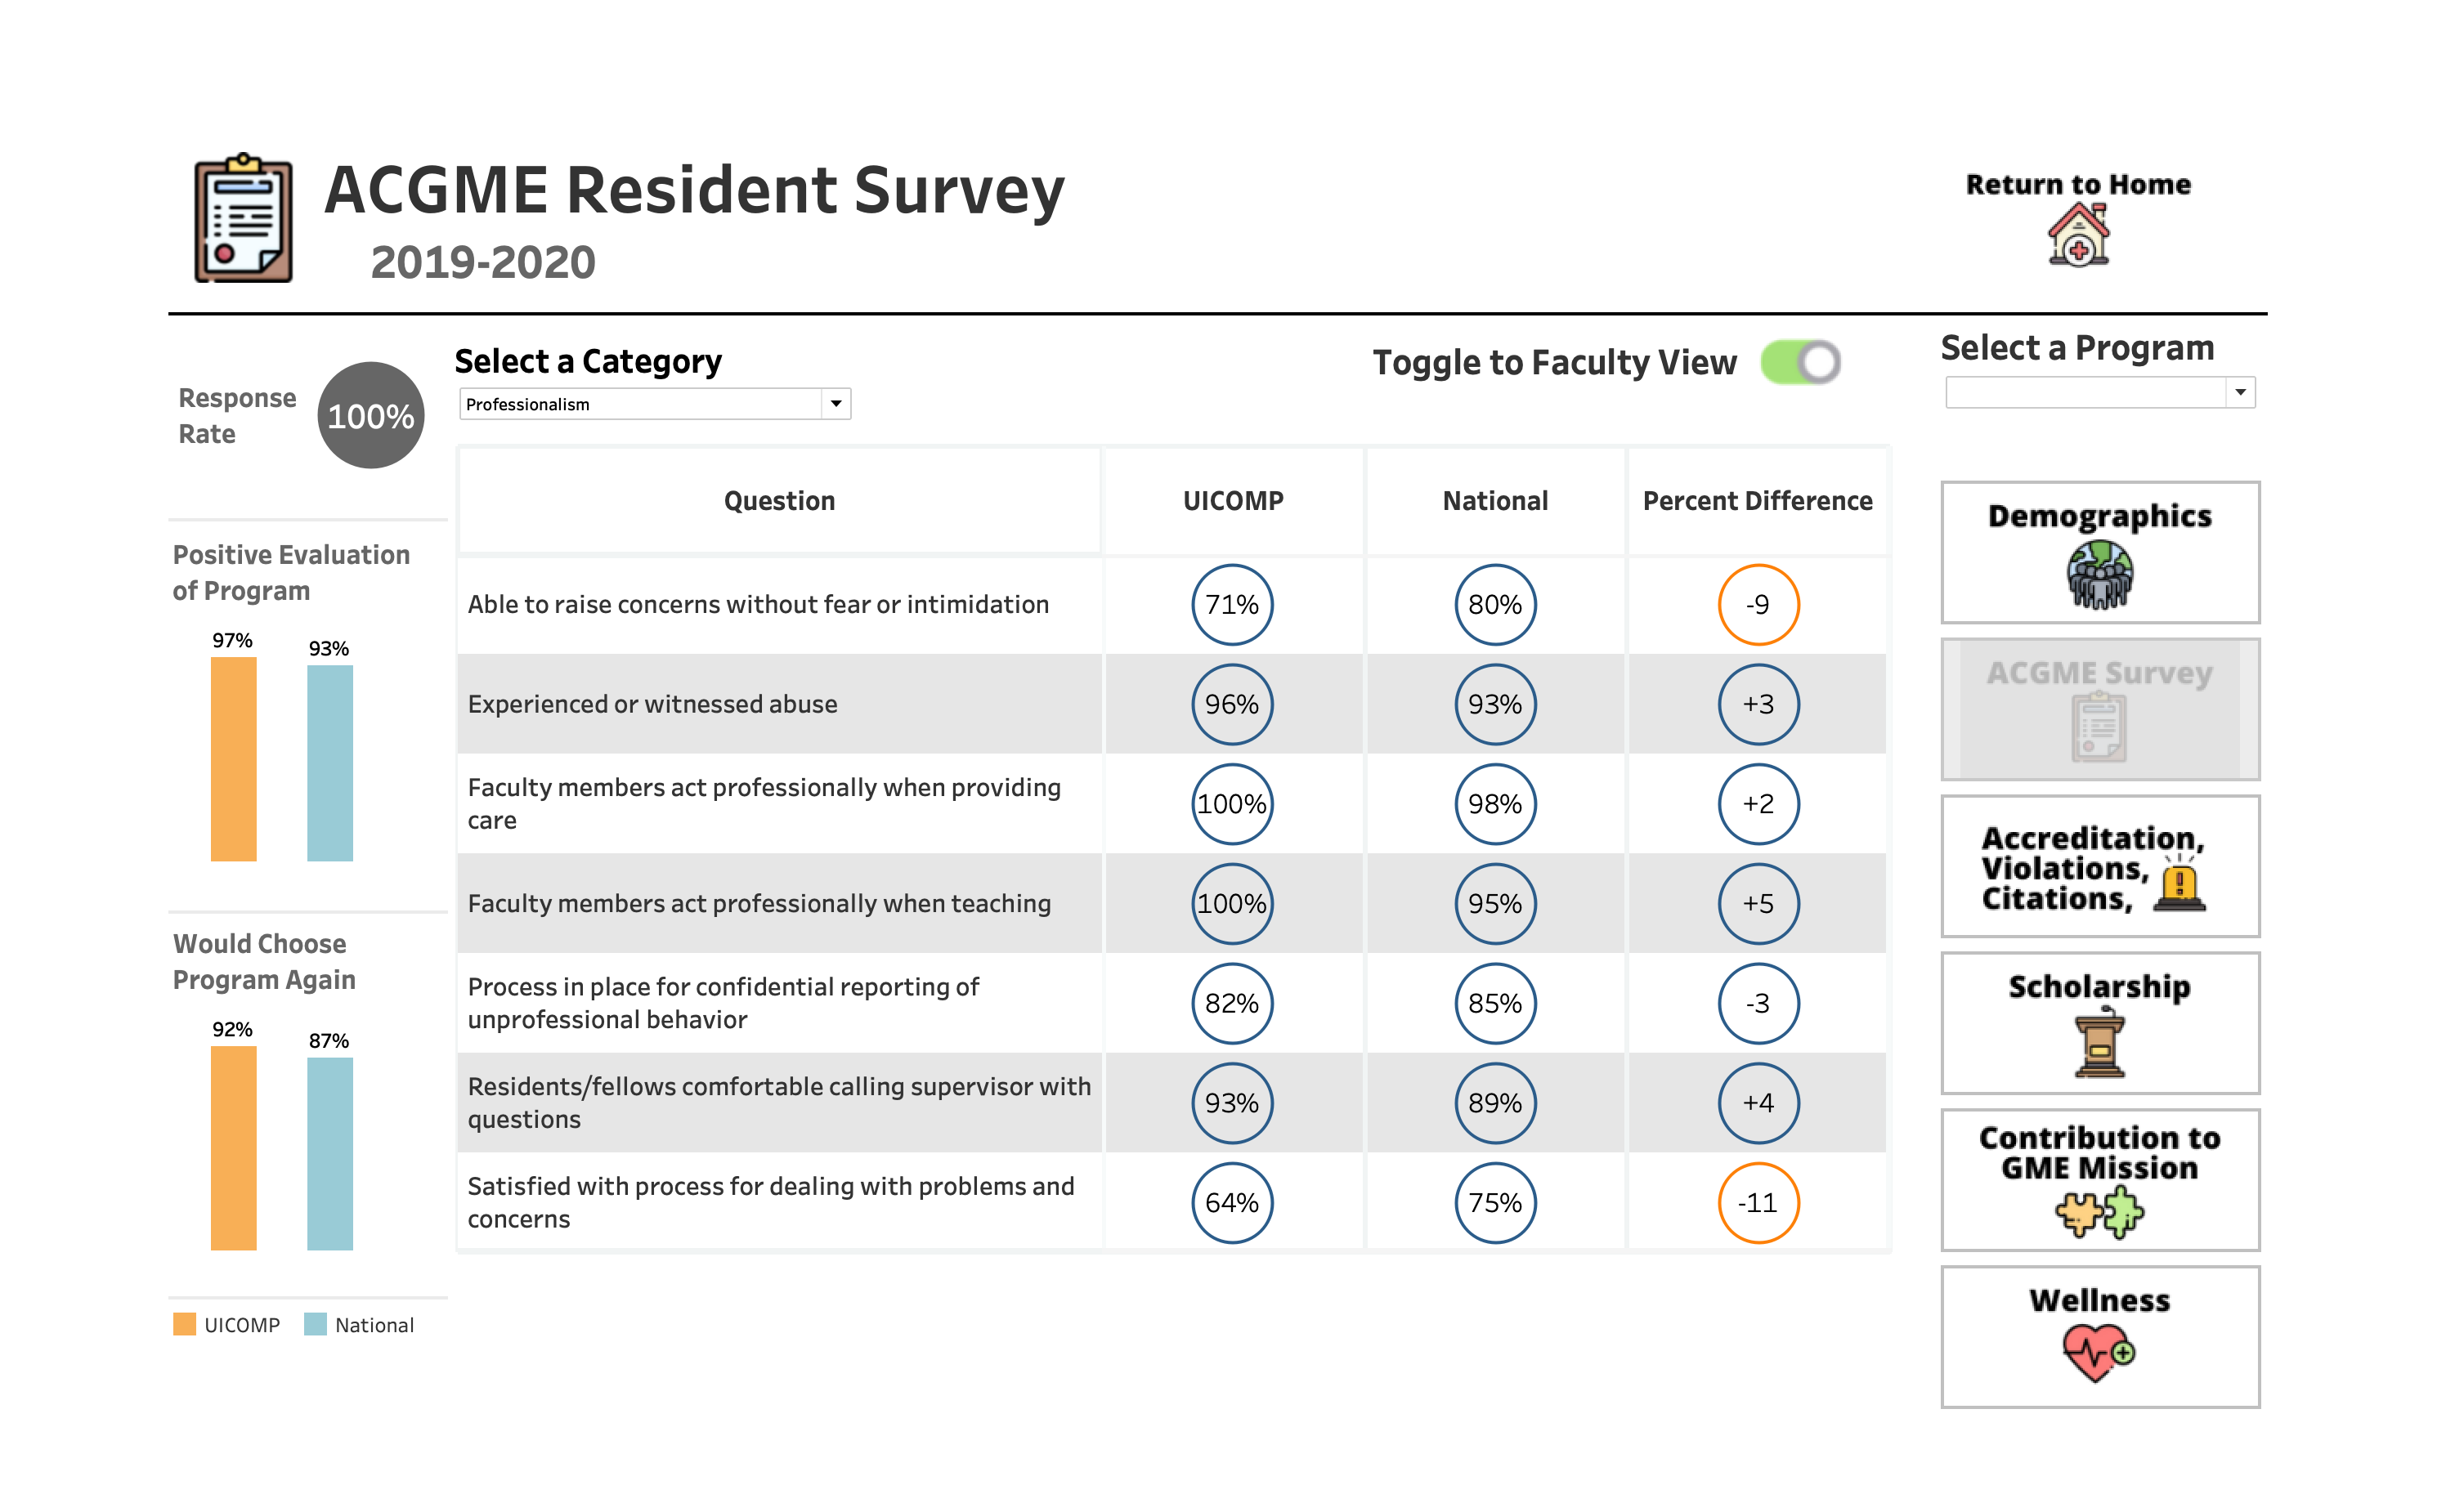 ACGME Resident Survey
2019-2020
Return to Home
Response
Rate
100%
Select a Category
Professionalism
Toggle to Faculty View
Select a Program
Positive Evaluation
of Program
97%
93%
Would Choose
Program Again
92%
87%
UICOMP
National
Question
UICOMP
National
Percent Difference
Able to raise concerns without fear or intimidation
71%
80%
-9
Experienced or witnessed abuse
96%
93%
+3
Faculty members act professionally when providing
care
100%
98%
+2
Faculty members act professionally when teaching
100%
95%
+5
Process in place for confidential reporting of
unprofessional behavior
82%
85%
-3
Residents/fellows comfortable calling supervisor with
questions
93%
89%
+4
Satisfied with process for dealing with problems and
concerns
64%
75%
-11
Demographics
ACGME Survey
Accreditation,
Violations,
Citations,
Scholarship
Contribution to
GME Mission
Wellness